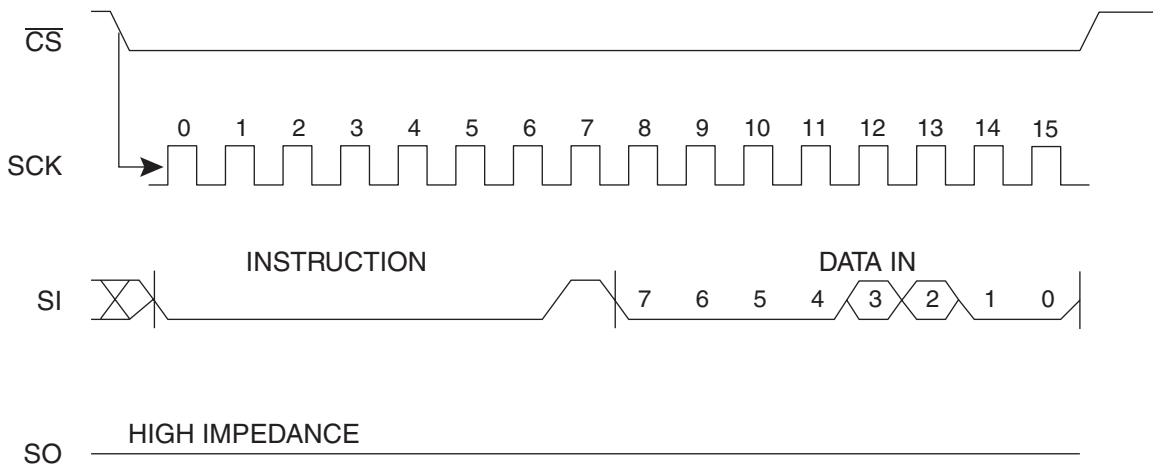 CS
0 1 2 3 4 5 6 7 8 9 10 11 12 13 14 15
SCK
INSTRUCTION DATA IN
SI 7 6 5 4 3 2 1 0
HIGH IMPEDANCE
SO